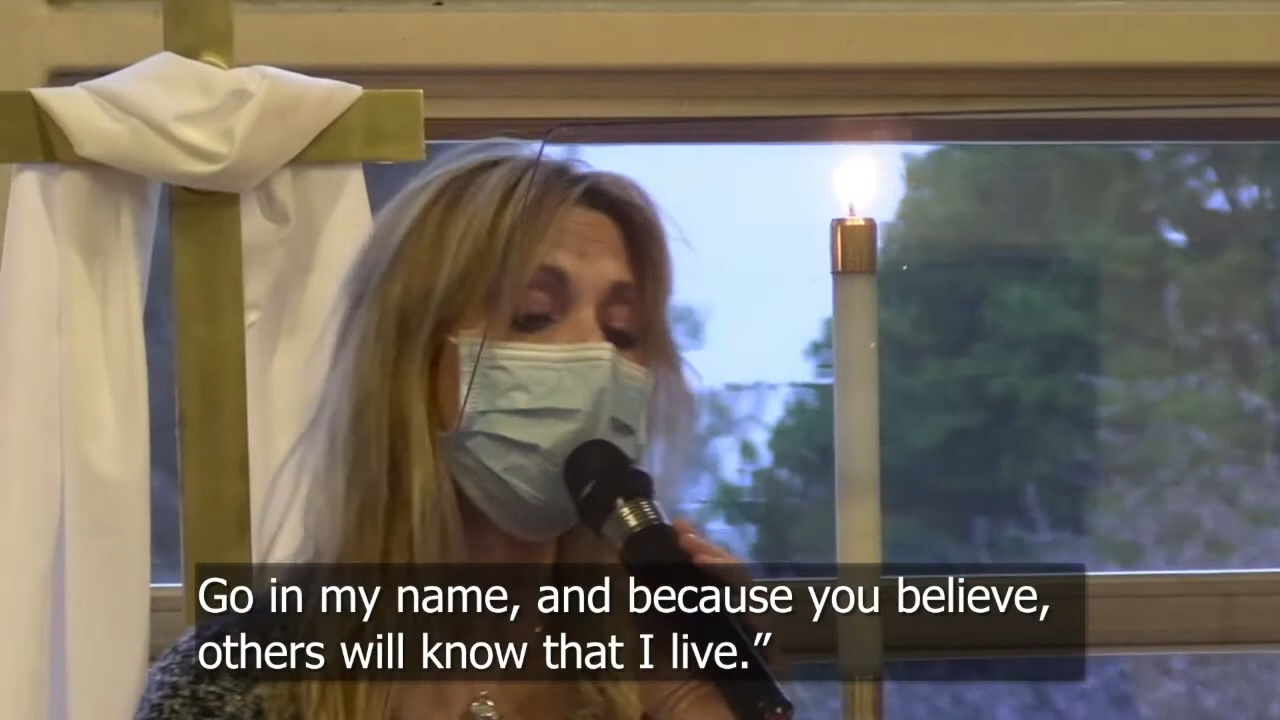 Go in my name, and because you believe,
others will know that I live.”